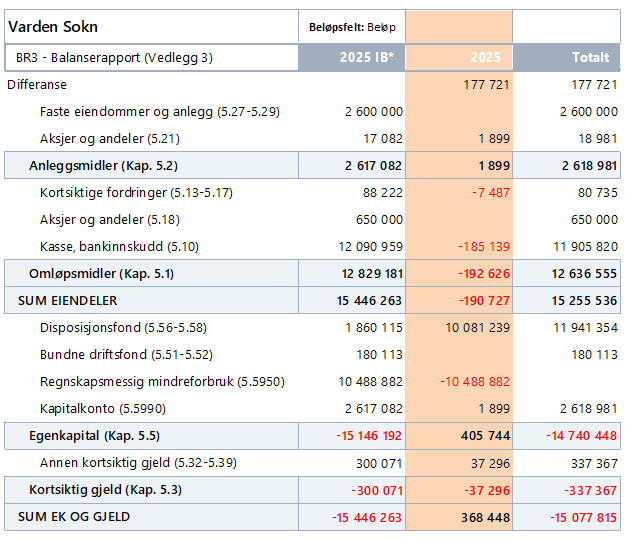 Varden Sokn Beløpsfelt: Beløp
BR3 - Balanserapport (Vedlegg 3) 2025 IB* 2025 Totalt
Differanse 177 721 177 721
Faste eiendommer og anlegg (5.27-5.29) 2 600 000 2 600 000
Aksjer og andeler (5.21) 17 082 1 899 18 981
Anleggsmidler (Kap. 5.2) 2 617 082 1 899 2 618 981
Kortsiktige fordringer (5.13-5.17) 88 222 -7 487 80 735
Aksjer og andeler (5.18) 650 000 650 000
Kasse, bankinnskudd (5.10) 12 090 959 -185 139 11 905 820
Omløpsmidler (Kap. 5.1) 12 829 181 -192 626 12 636 555
SUM EIENDELER 15 446 263 -190 727 15 255 536
Disposisjonsfond (5.56-5.58) 1 860 115 10 081 239 11 941 354
Bundne driftsfond (5.51-5.52) 180 113 180 113
Regnskapsmessig mindreforbruk (5.5950) 10 488 882 -10 488 882
Kapitalkonto (5.5990) 2 617 082 1 899 2 618 981
Egenkapital (Kap. 5.5) -15 146 192 405 744 -14 740 448
Annen kortsiktig gjeld (5.32-5.39) 300 071 37 296 337 367
Kortsiktig gjeld (Kap. 5.3) -300 071 -37 296 -337 367
SUM EK OG GJELD -15 446 263 368 448 -15 077 815